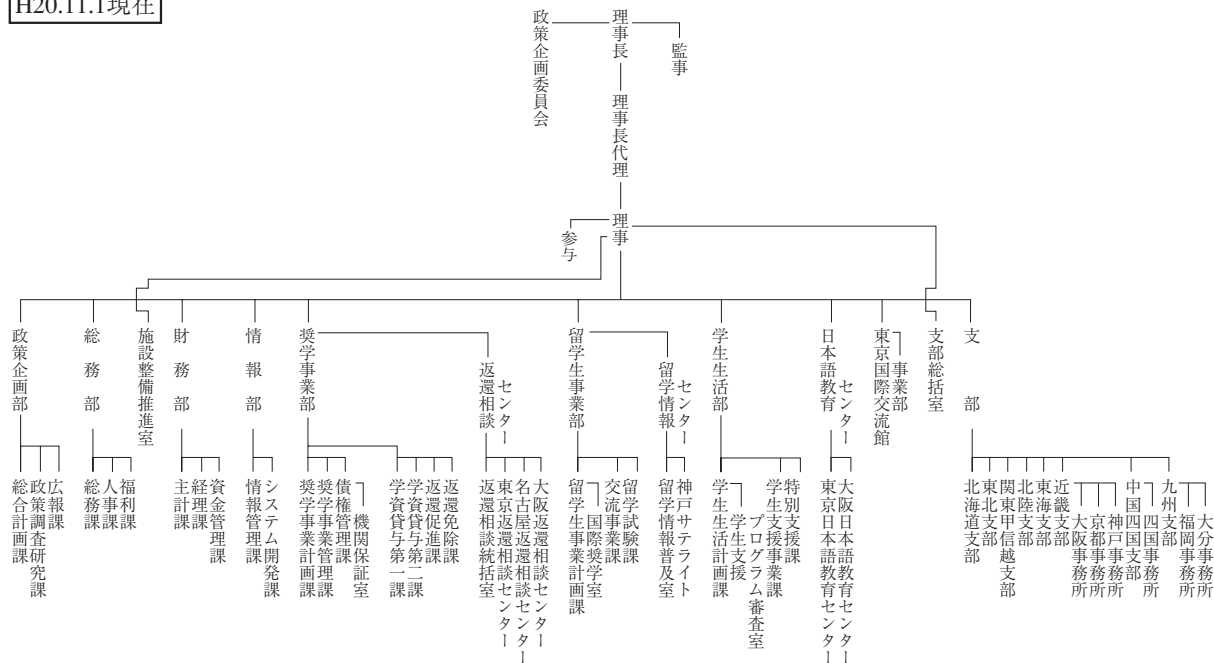 H20.11.1現在
理事長
政策企画委員会
監事
理事長代理
理事
参与
政策企画部
総務部
施設整備推進室
財務部
情報部
奨学事業部
返還相談センター
留学生事業部
留学情報センター
学生生活部
日本語教育センター
東京国際交流館
事業部
支部総括室
支部
総合計画課
政策調査研究課
広報課
総務課
人事課
福利課
主計課
経理課
資金管理課
情報管理課
システム開発課
奨学事業計画課
奨学事業管理課
債権管理課
機関保証室
学資貸与第一課
学資貸与第二課
返還促進課
返還免除課
返還相談統括室
東京返還相談センター
名古屋返還相談センター
大阪返還相談センター
留学生事業計画課
国際奨学室
交流事業課
留学試験課
留学情報普及室
神戸サテライト
学生生活計画課
学生支援プログラム審査室
学生支援事業課
特別支援課
東京日本語教育センター
大阪日本語教育センター
北海道支部
東北支部
関東甲信越支部
北陸支部
東海支部
近畿支部
大阪事務所
京都事務所
神戸事務所
中国四国支部
四国事務所
九州支部
福岡事務所
大分事務所